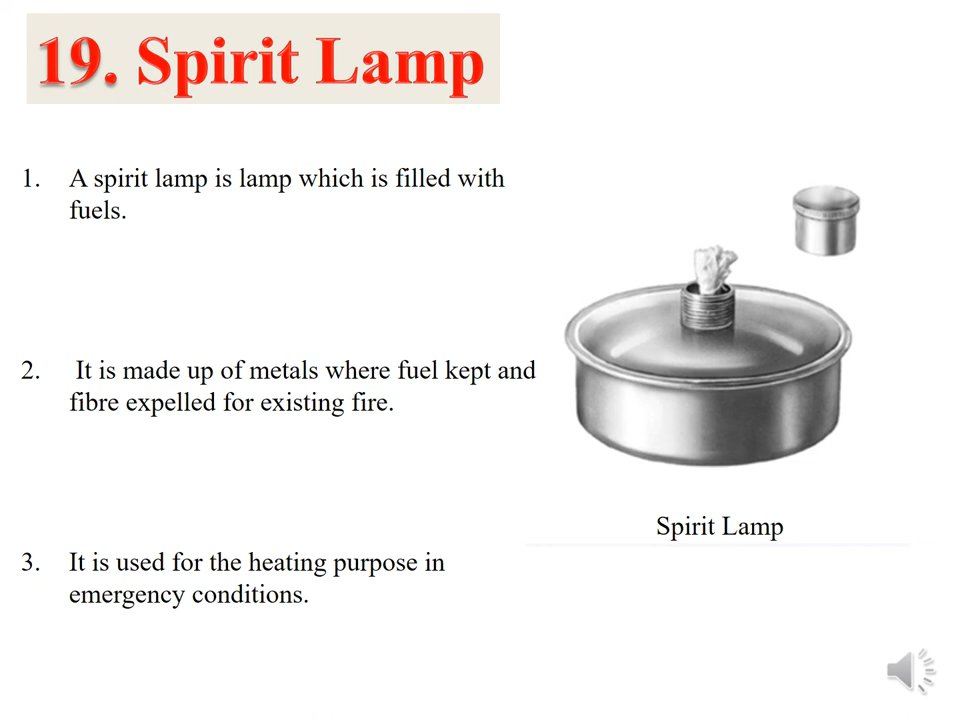 19. Spirit Lamp
1. A spirit lamp is lamp which is filled with
fuels.
2. It is made up of metals where fuel kept and
fibre expelled for existing fire.
Spirit Lamp
3. It is used for the heating purpose in
emergency conditions.